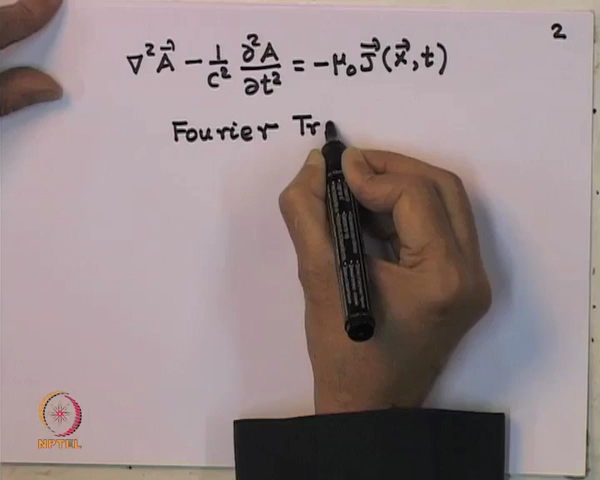 2
∇²A⃗ − 1/c² ∂²A/∂t² = −μ₀J⃗(x⃗, t)
Fourier Tr
NPTEL